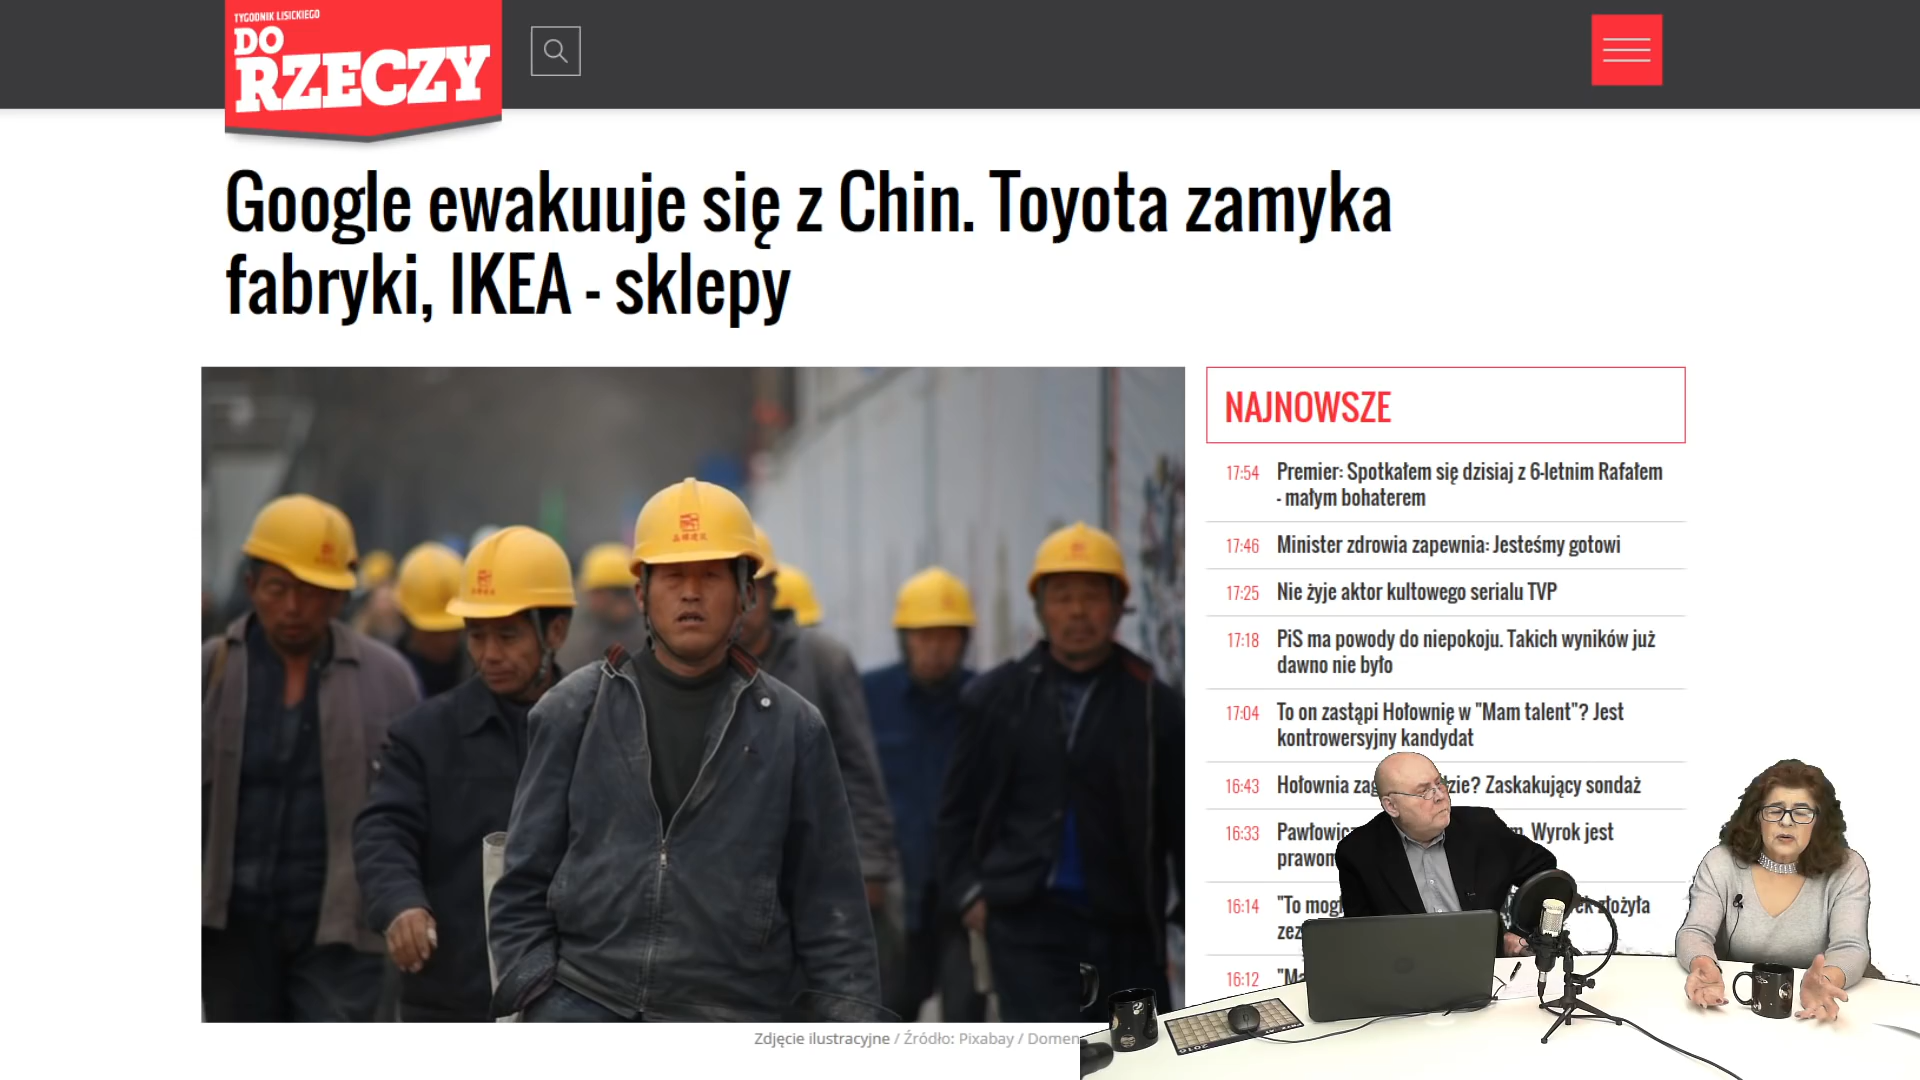 TYGODNIK LISICKIEGO
DO
RZECZY
Google ewakuuje się z Chin. Toyota zamyka
fabryki, IKEA - sklepy
NAJNOWSZE
17:54 Premier: Spotkałem się dzisiaj z 6-letnim Rafałem
- małym bohaterem
17:46 Minister zdrowia zapewnia: Jesteśmy gotowi
17:25 Nie żyje aktor kultowego serialu TVP
17:18 PiS ma powody do niepokoju. Takich wyników już
dawno nie było
17:04 To on zastąpi Hołownię w "Mam talent"? Jest
kontrowersyjny kandydat
16:43 Hołownia Zaskakujący sondaż
16:33 Wyrok jest
16:14 "To złożyła
16:12
Zdjęcie ilustracyjne / Źródło: Pixabay /